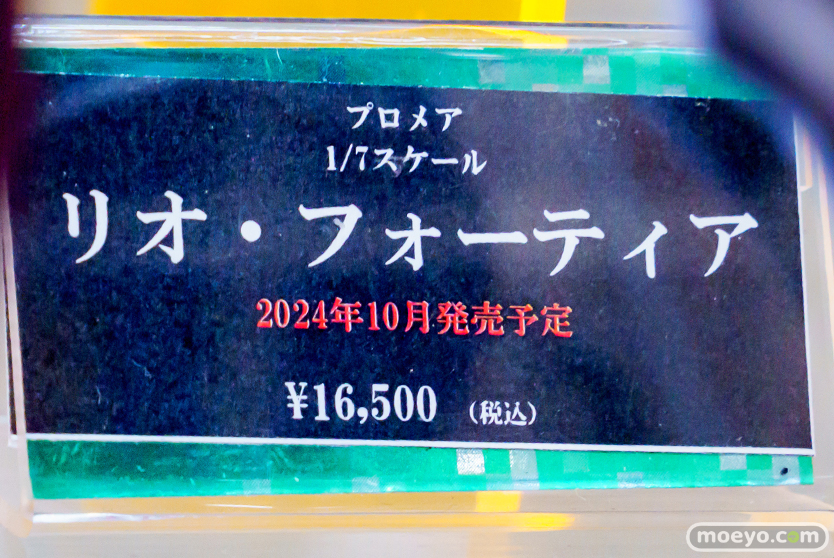 プロメア
1/7スケール
リオ・フォーティア
2024年10月発売予定
¥16,500 (税込)
moeyo.com